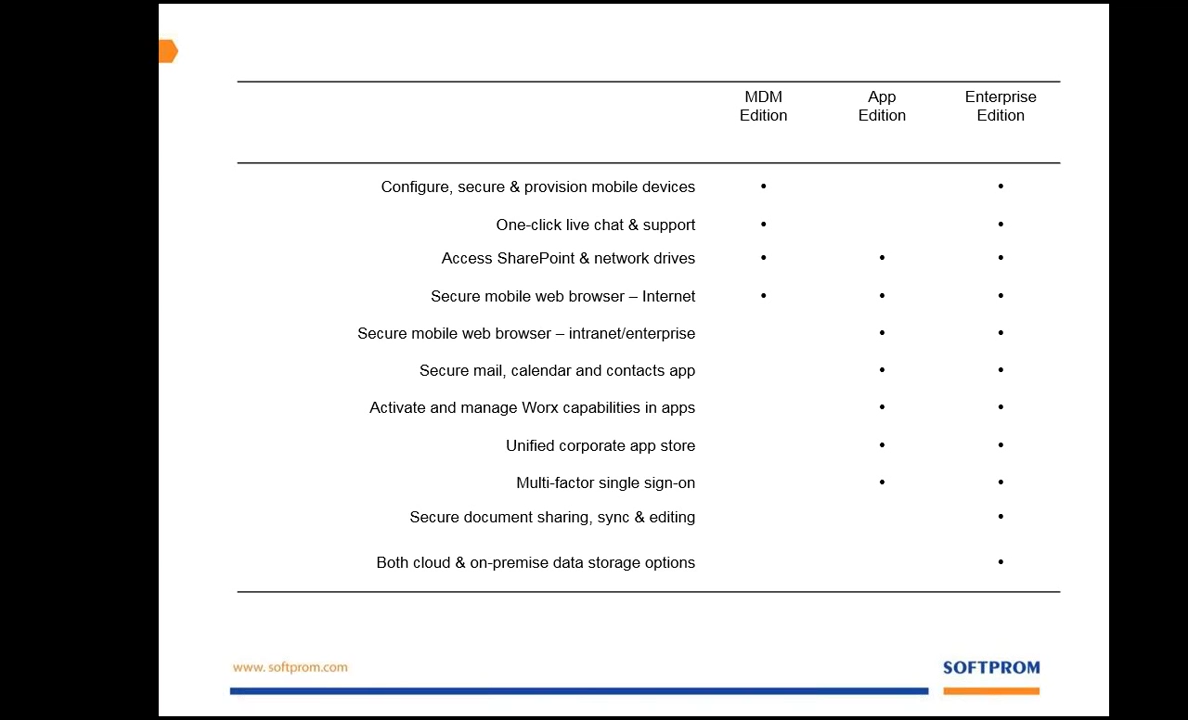 MDM Edition App Edition Enterprise Edition
Configure, secure & provision mobile devices • •
One-click live chat & support • •
Access SharePoint & network drives • • •
Secure mobile web browser – Internet • • •
Secure mobile web browser – intranet/enterprise • •
Secure mail, calendar and contacts app • •
Activate and manage Worx capabilities in apps • •
Unified corporate app store • •
Multi-factor single sign-on • •
Secure document sharing, sync & editing •
Both cloud & on-premise data storage options •
www. softprom.com
SOFTPROM